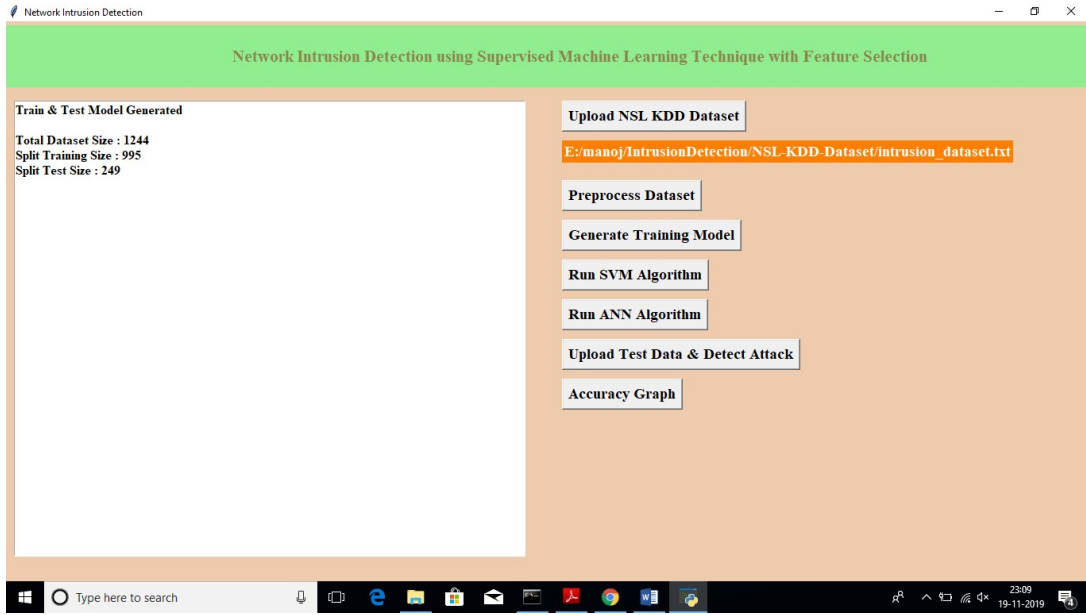 Network Intrusion Detection
Network Intrusion Detection using Supervised Machine Learning Technique with Feature Selection
Train & Test Model Generated
Total Dataset Size : 1244
Split Training Size : 995
Split Test Size : 249
Upload NSL KDD Dataset
E:/manoj/IntrusionDetection/NSL-KDD-Dataset/intrusion_dataset.txt
Preprocess Dataset
Generate Training Model
Run SVM Algorithm
Run ANN Algorithm
Upload Test Data & Detect Attack
Accuracy Graph
Type here to search
23:09
19-11-2019
4